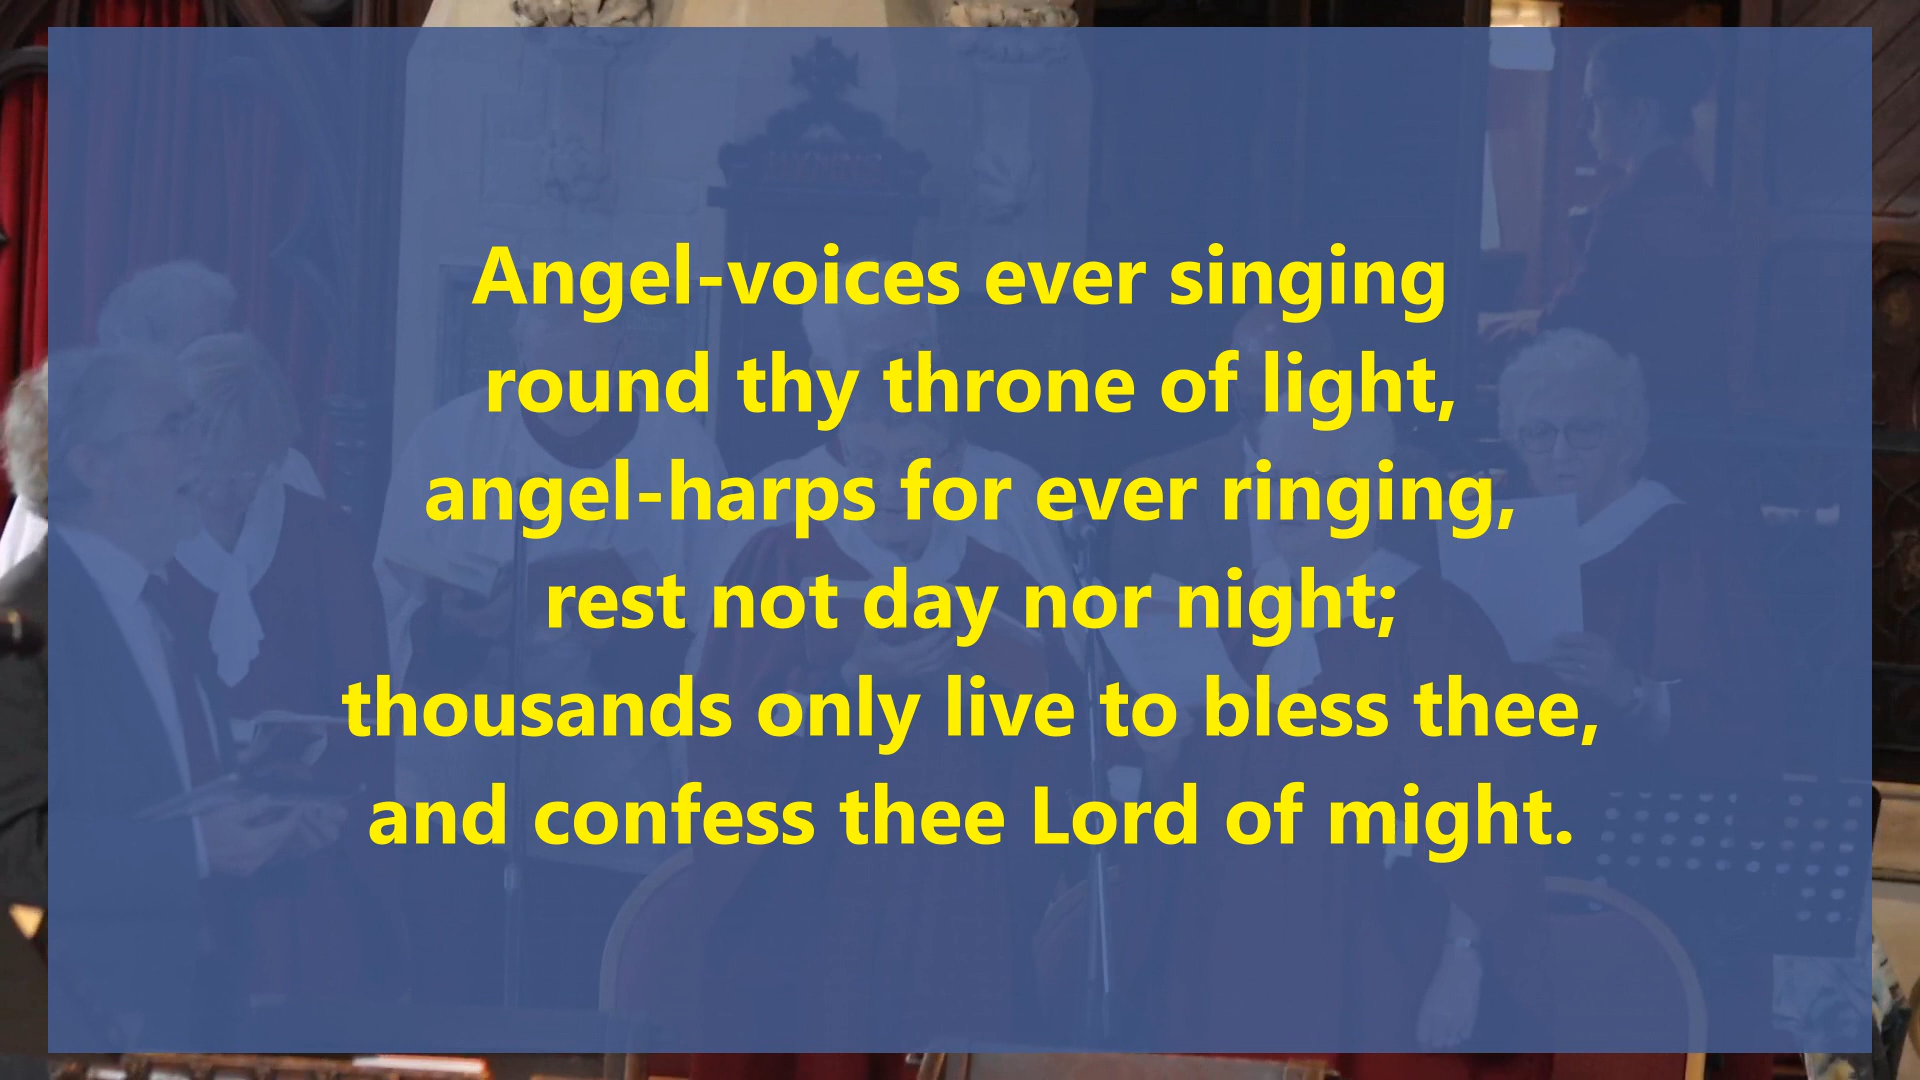 Angel-voices ever singing
round thy throne of light,
angel-harps for ever ringing,
rest not day nor night;
thousands only live to bless thee,
and confess thee Lord of might.